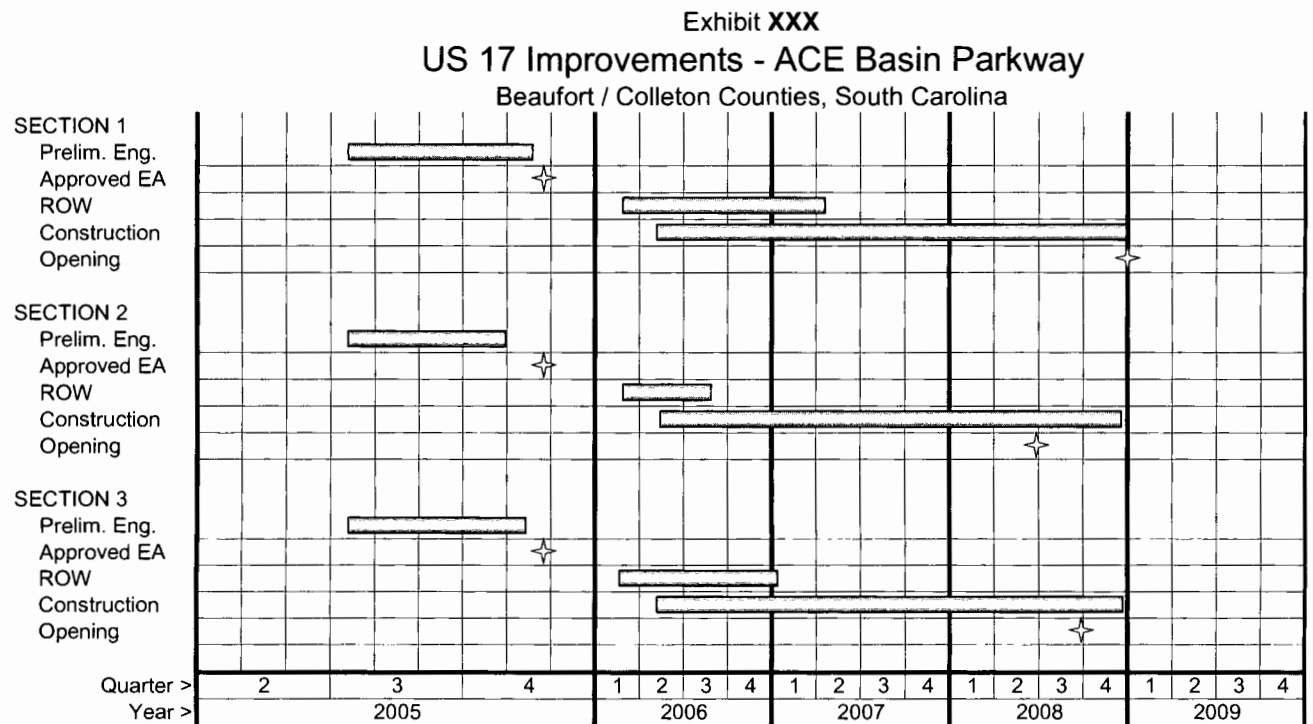 Exhibit XXX
US 17 Improvements - ACE Basin Parkway
Beaufort / Colleton Counties, South Carolina
SECTION 1
Prelim. Eng.
Approved EA
ROW
Construction
Opening
SECTION 2
Prelim. Eng.
Approved EA
ROW
Construction
Opening
SECTION 3
Prelim. Eng.
Approved EA
ROW
Construction
Opening
Quarter > 2 3 4 1 2 3 4 1 2 3 4 1 2 3 4 1 2 3 4
Year > 2005 2006 2007 2008 2009